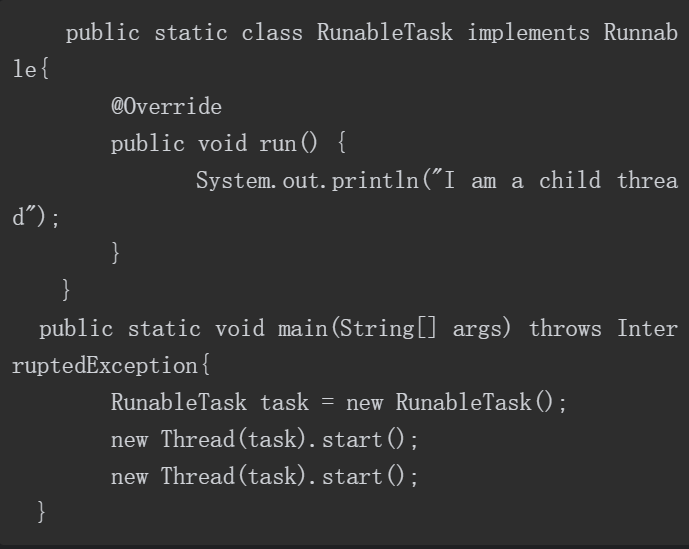 public static class RunableTask implements Runnab
le{
@Override
public void run() {
System.out.println("I am a child threa
d");
}
}
public static void main(String[] args) throws Inter
ruptedException{
RunableTask task = new RunableTask();
new Thread(task).start();
new Thread(task).start();
}